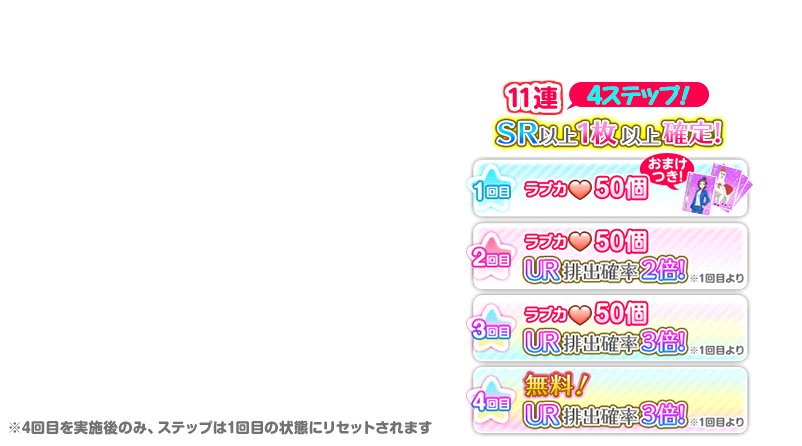 11連 4ステップ!
SR以上1枚以上確定!
1回目
ラブカ♥50個
おまけ
つき!
2回目
ラブカ♥50個
UR排出確率2倍!
※1回目より
3回目
ラブカ♥50個
UR排出確率3倍!
※1回目より
4回目
無料!
UR排出確率3倍!
※1回目より
※4回目を実施後のみ、ステップは1回目の状態にリセットされます